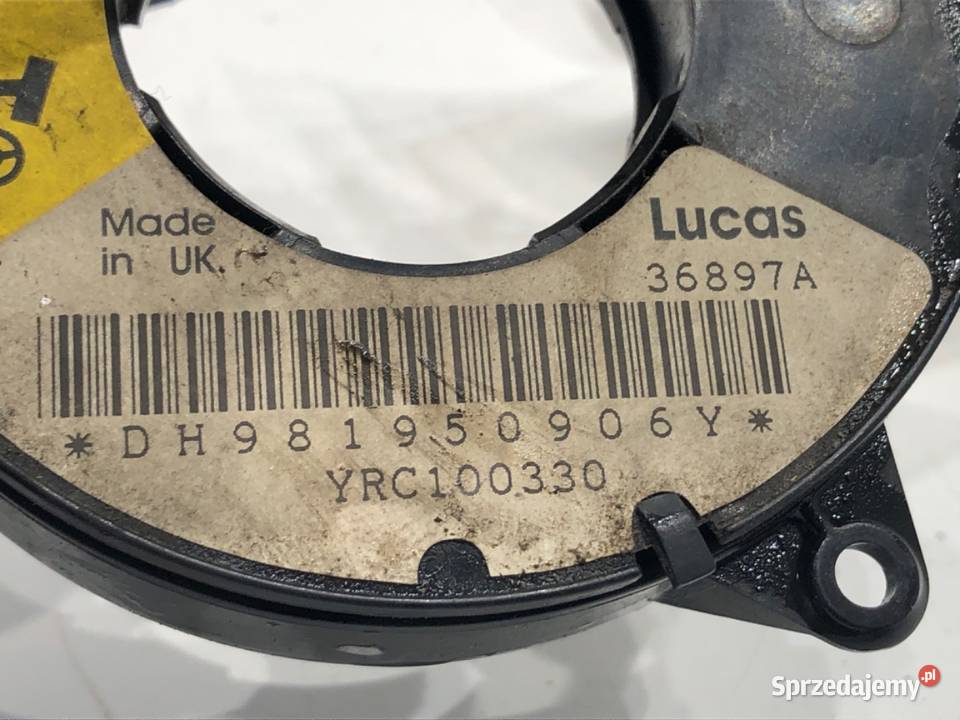 Made
in UK.
Lucas
36897A
*DH981950906Y*
YRC100330
Sprzedajemy.pl